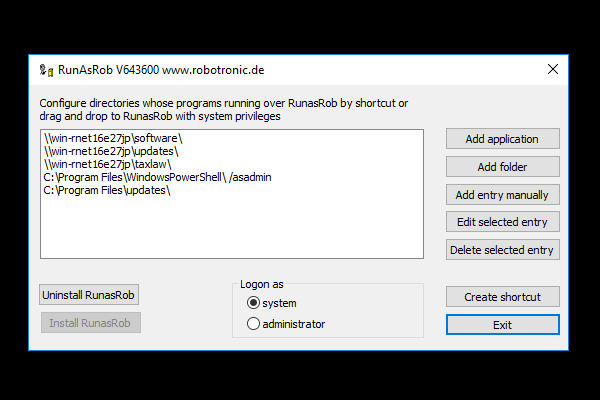 RunAsRob V643600 www.robotronic.de
Configure directories whose programs running over RunasRob by shortcut or
drag and drop to RunasRob with system privileges
\\win-rnet16e27jp\software\
\\win-rnet16e27jp\updates\
\\win-rnet16e27jp\taxlaw\
C:\Program Files\WindowsPowerShell\ /asadmin
C:\Program Files\updates\
Add application
Add folder
Add entry manually
Edit selected entry
Delete selected entry
Uninstall RunasRob
Install RunasRob
Logon as
system
administrator
Create shortcut
Exit